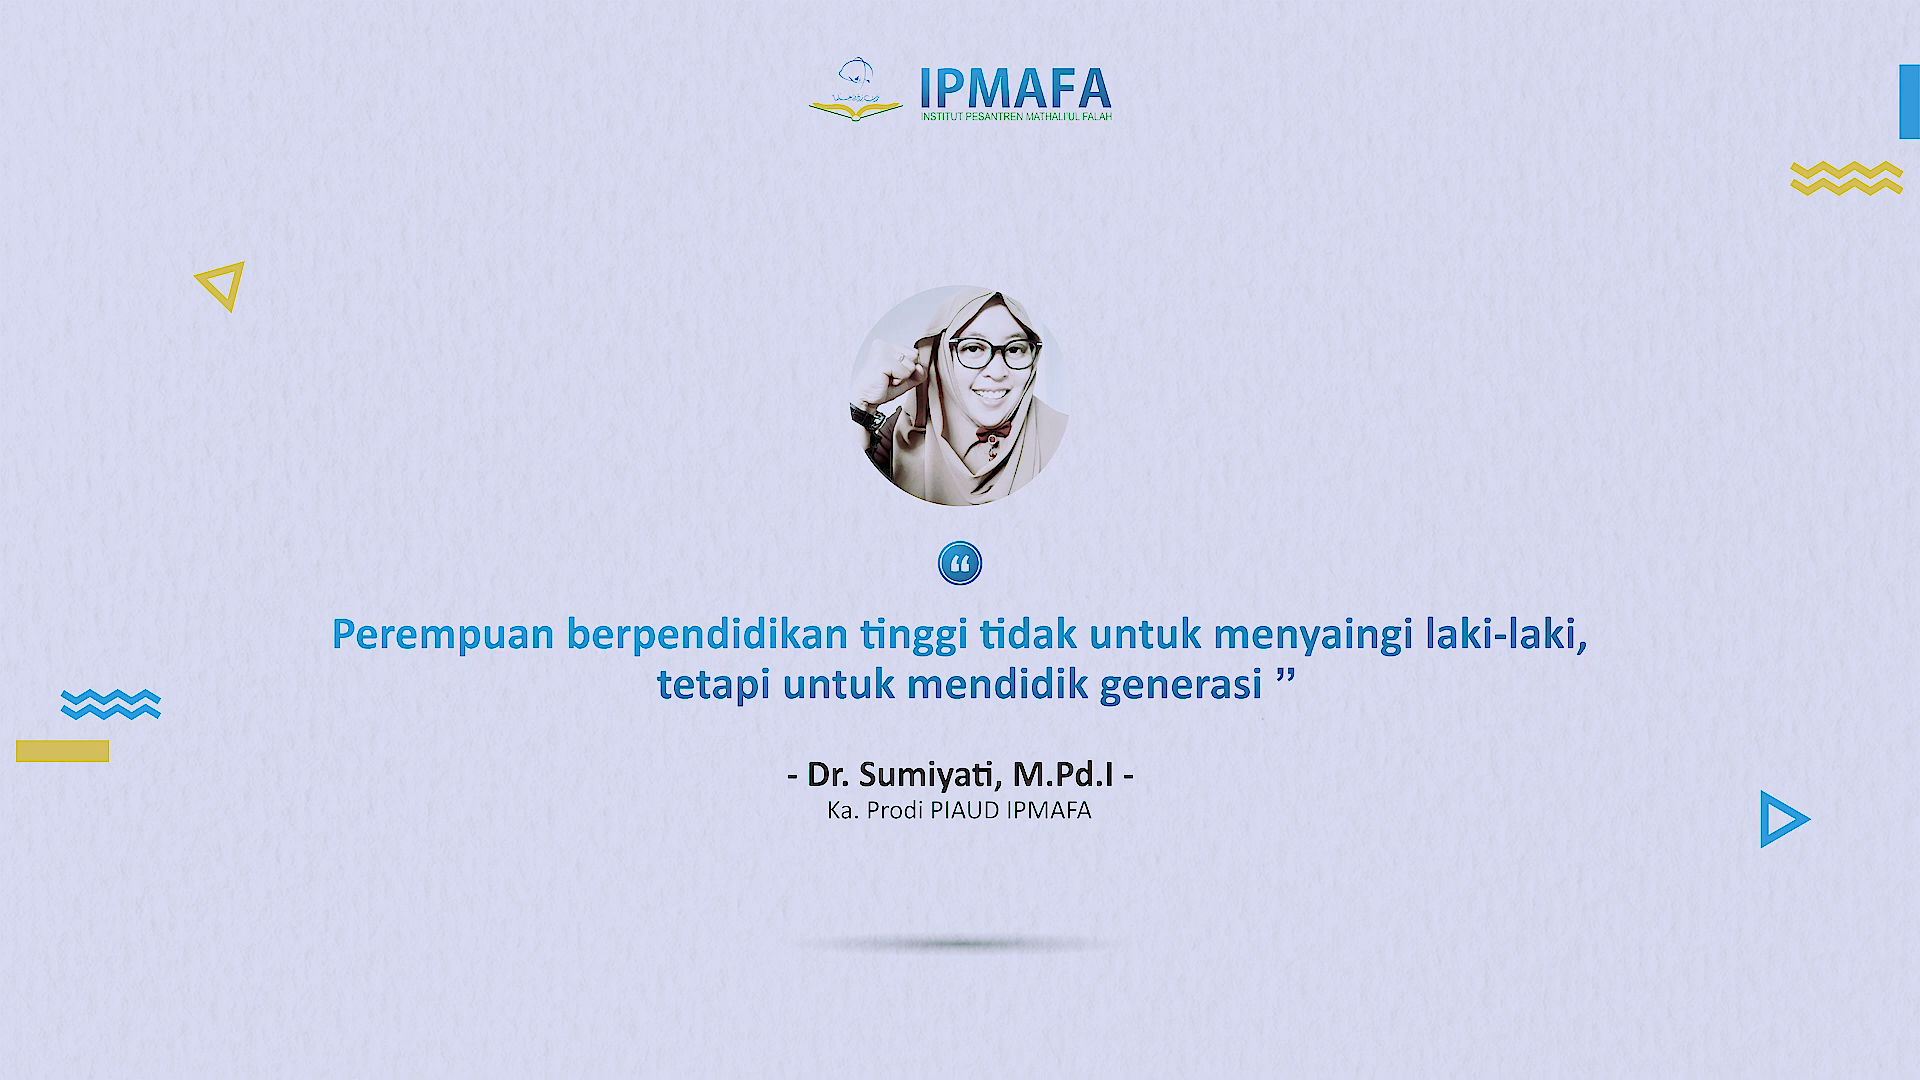 IPMAFA
INSTITUT PESANTREN MATHALI'UL FALAH
“
Perempuan berpendidikan tinggi tidak untuk menyaingi laki-laki,
tetapi untuk mendidik generasi ”
- Dr. Sumiyati, M.Pd.I -
Ka. Prodi PIAUD IPMAFA